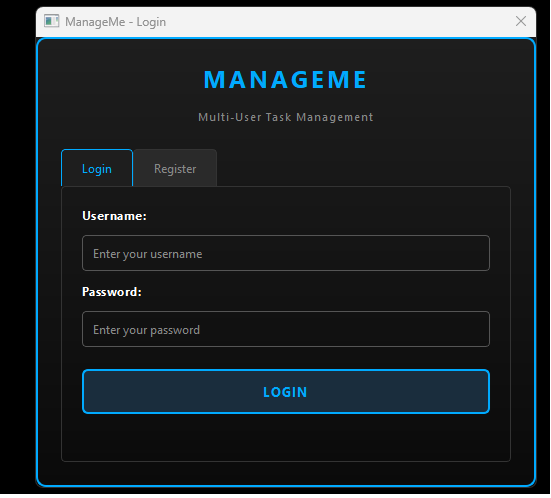 ManageMe - Login
MANAGEME
Multi-User Task Management
Login Register
Username:
Enter your username
Password:
Enter your password
LOGIN